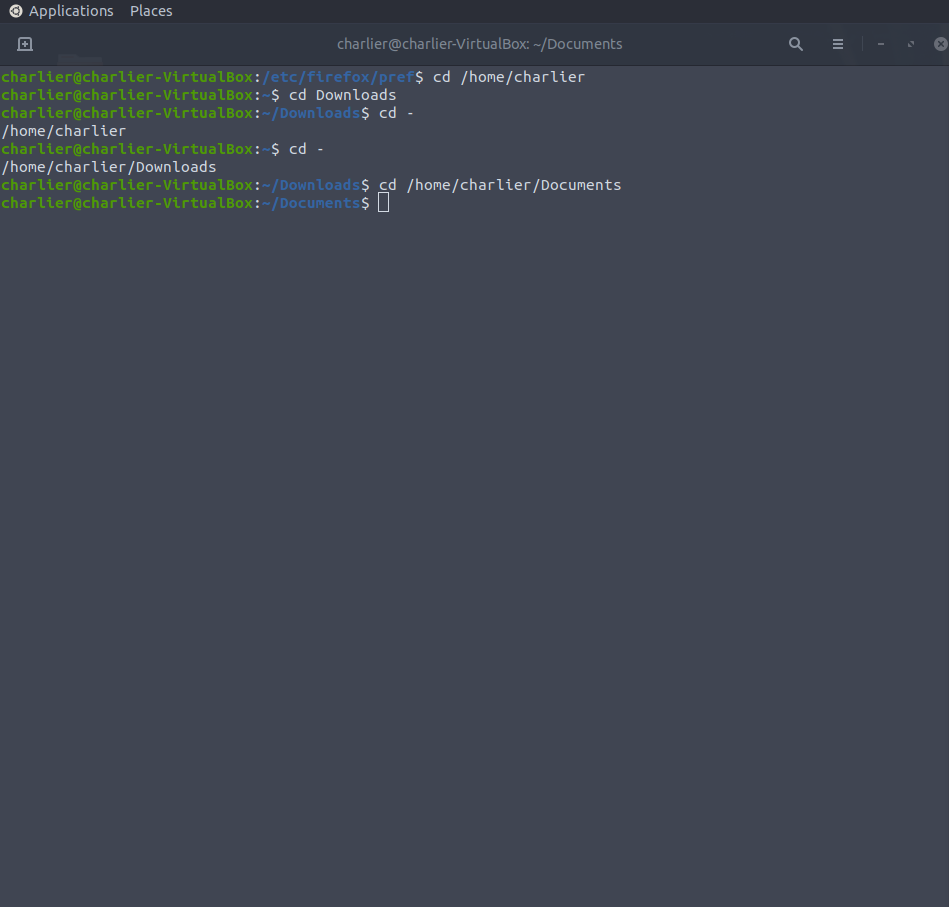 Applications Places
charlier@charlier-VirtualBox: ~/Documents
charlier@charlier-VirtualBox:/etc/firefox/pref$ cd /home/charlier
charlier@charlier-VirtualBox:~$ cd Downloads
charlier@charlier-VirtualBox:~/Downloads$ cd -
/home/charlier
charlier@charlier-VirtualBox:~$ cd -
/home/charlier/Downloads
charlier@charlier-VirtualBox:~/Downloads$ cd /home/charlier/Documents
charlier@charlier-VirtualBox:~/Documents$